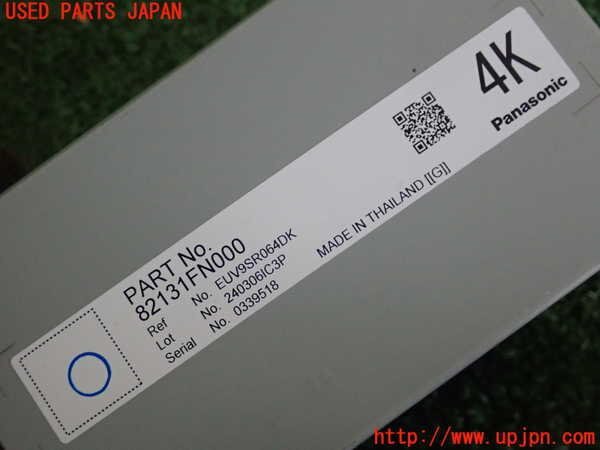 USED PARTS JAPAN
4K
Panasonic
PART No.
82131FN000
Ref No. EUV9SR064DK
Lot No. 240306IC3P
Serial No. 0339518
MADE IN THAILAND [[G]]
http://www.upjpn.com/